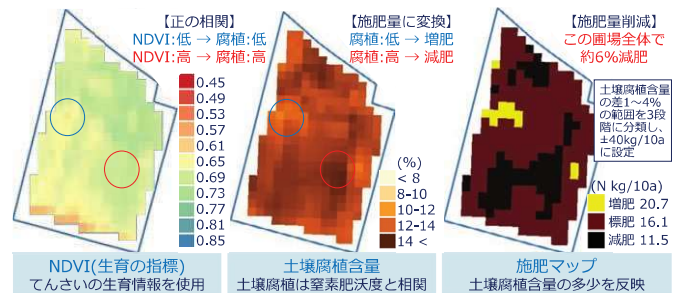 【正の相関】
NDVI:低 → 腐植:低
NDVI:高 → 腐植:高
0.45
0.49
0.53
0.57
0.61
0.65
0.69
0.73
0.77
0.81
0.85
NDVI(生育の指標)
てんさいの生育情報を使用
【施肥量に変換】
腐植:低 → 増肥
腐植:高 → 減肥
(%)
< 8
8-10
10-12
12-14
14 <
土壌腐植含量
土壌腐植は窒素肥沃度と相関
【施肥量削減】
この圃場全体で
約6%減肥
土壌腐植含量
の差1~4%
の範囲を3段
階に分類し、
±40kg/10a
に設定
(N kg/10a)
増肥 20.7
標肥 16.1
減肥 11.5
施肥マップ
土壌腐植含量の多少を反映